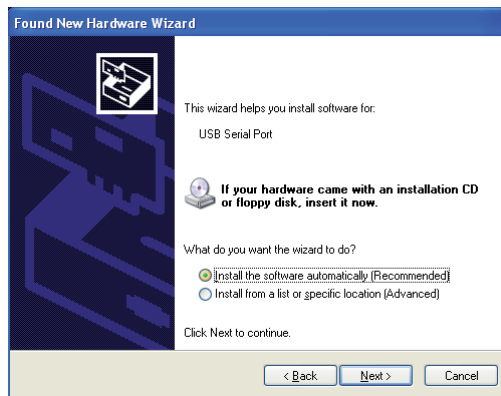 Found New Hardware Wizard
This wizard helps you install software for:
USB Serial Port
If your hardware came with an installation CD
or floppy disk, insert it now.
What do you want the wizard to do?
Install the software automatically (Recommended)
Install from a list or specific location (Advanced)
Click Next to continue.
< Back
Next >
Cancel